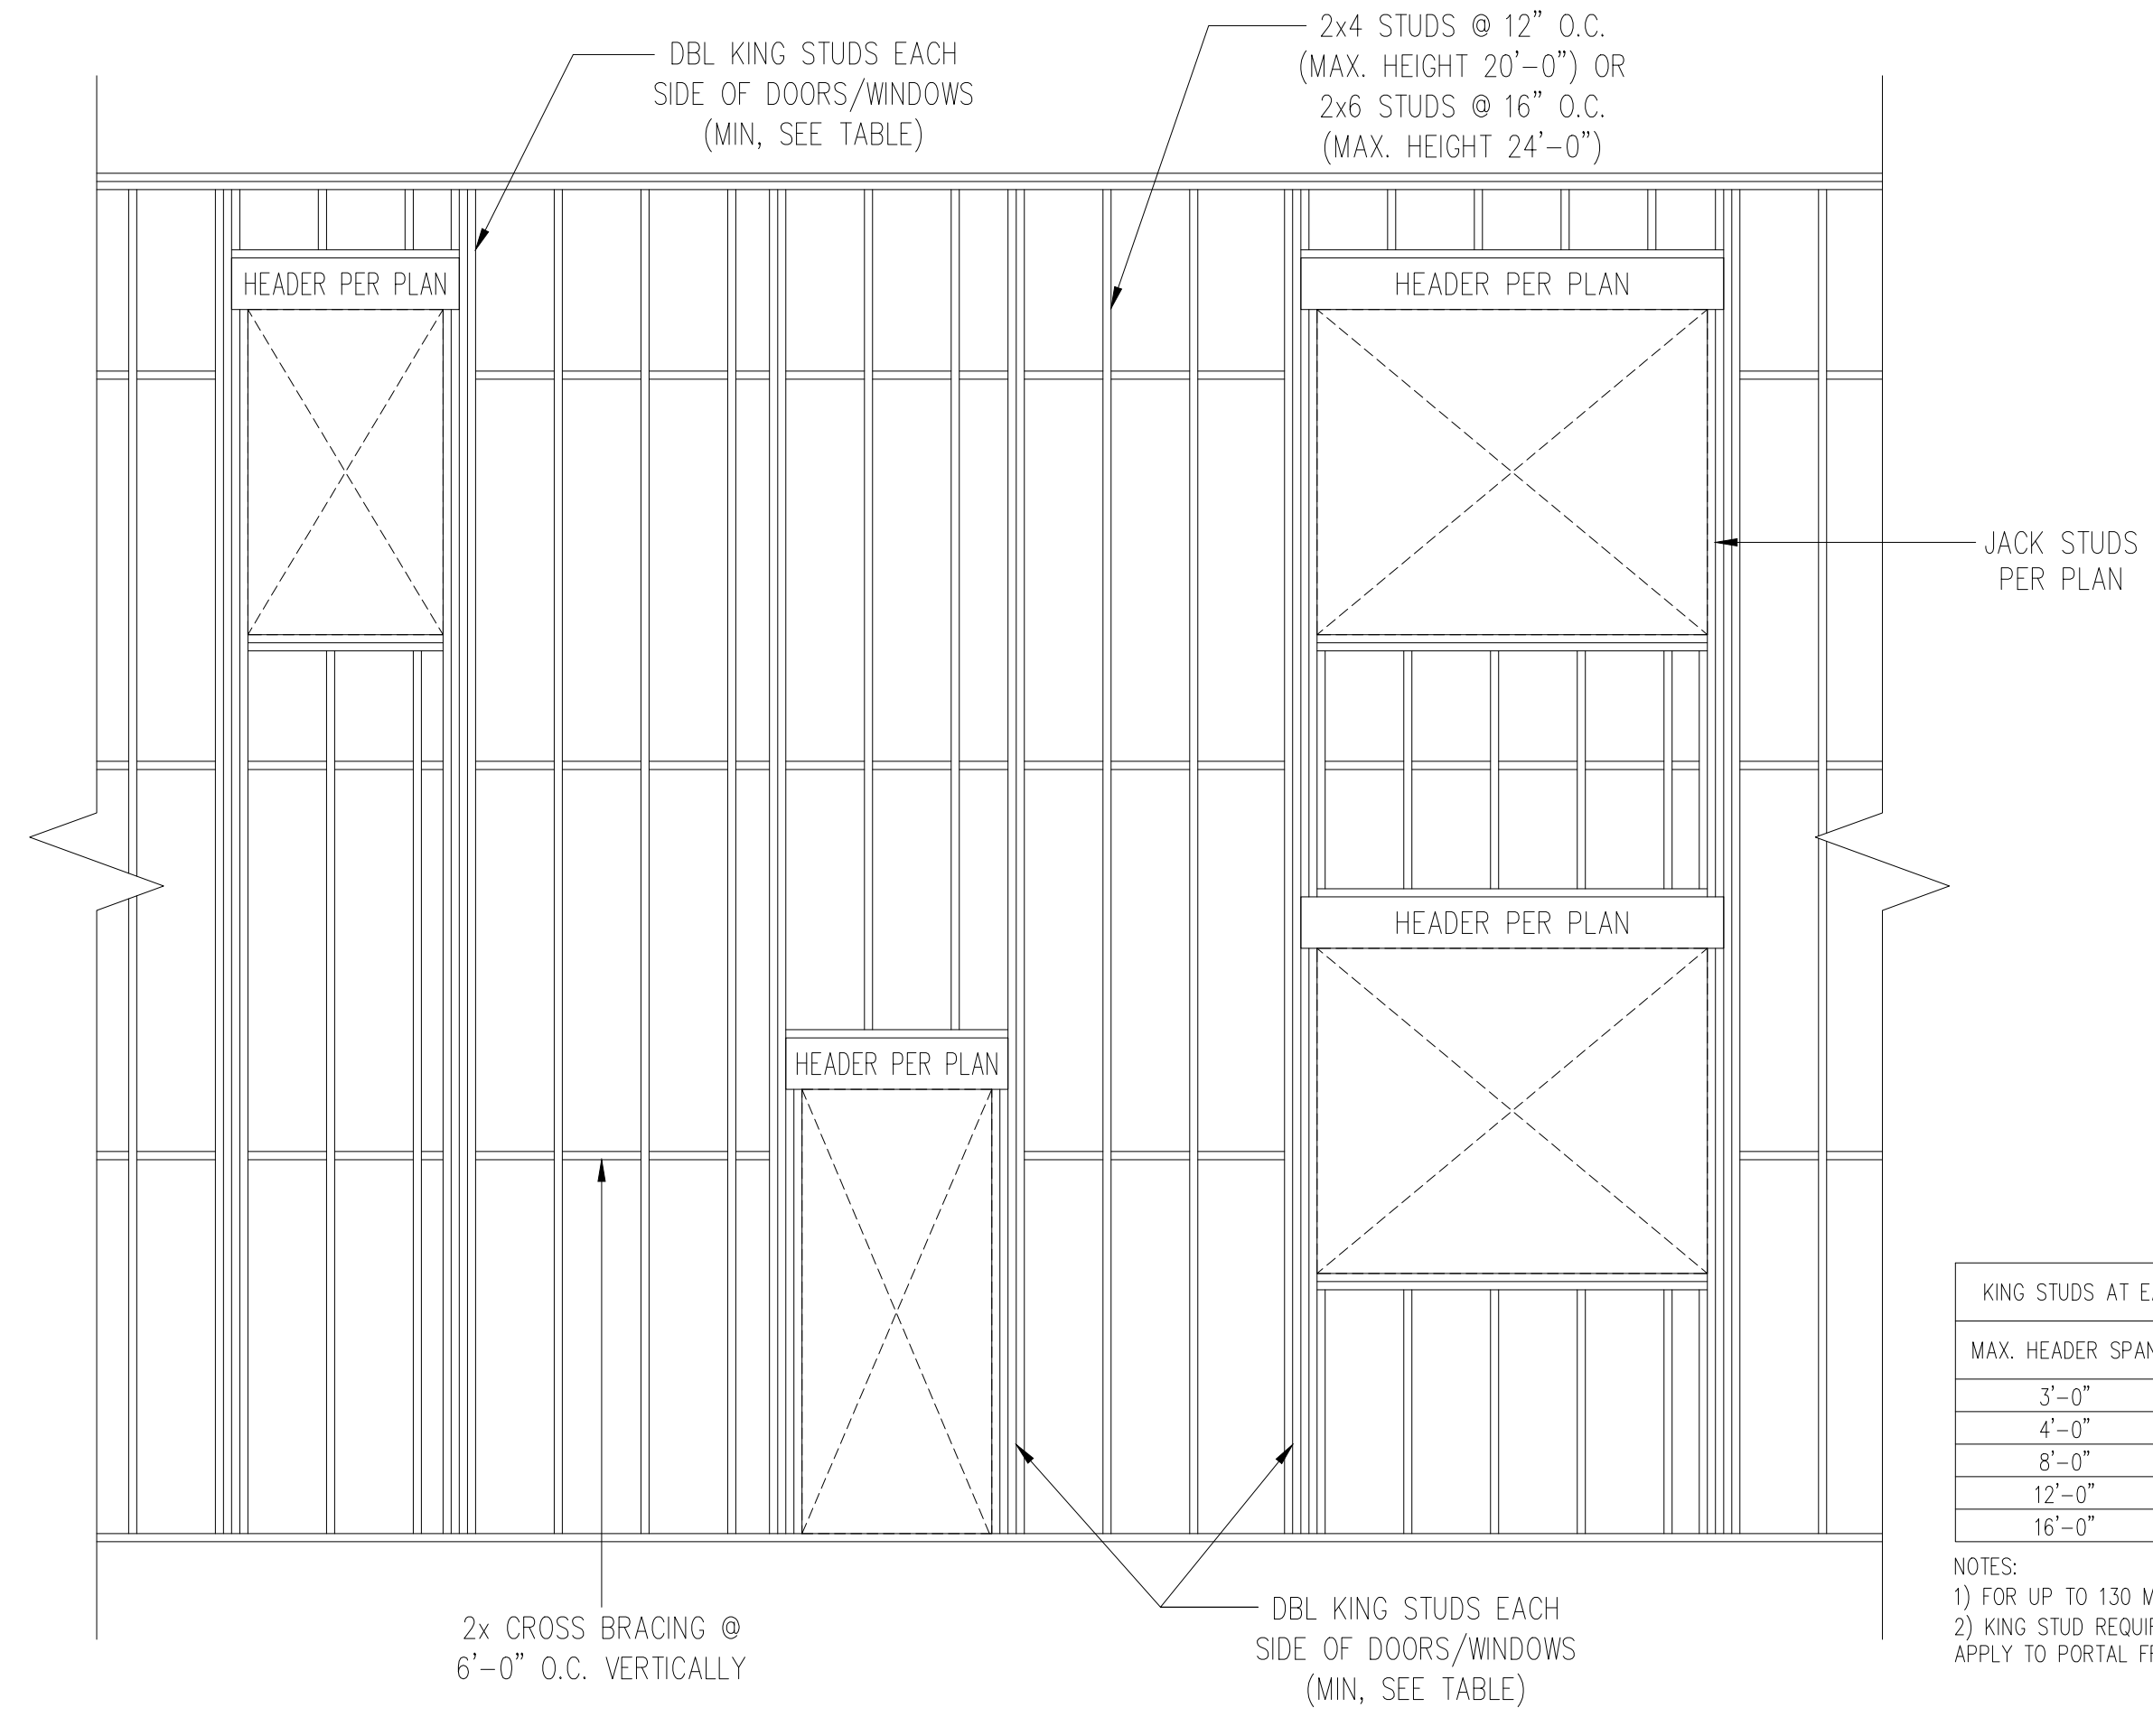 DBL KING STUDS EACH
SIDE OF DOORS/WINDOWS
(MIN, SEE TABLE)
2x4 STUDS @ 12" O.C.
(MAX. HEIGHT 20'-0") OR
2x6 STUDS @ 16" O.C.
(MAX. HEIGHT 24'-0")
HEADER PER PLAN
HEADER PER PLAN
JACK STUDS
PER PLAN
HEADER PER PLAN
HEADER PER PLAN
2x CROSS BRACING @
6'-0" O.C. VERTICALLY
DBL KING STUDS EACH
SIDE OF DOORS/WINDOWS
(MIN, SEE TABLE)
KING STUDS AT
MAX. HEADER SPAN
3'-0"
4'-0"
8'-0"
12'-0"
16'-0"
NOTES:
1) FOR UP TO 130
2) KING STUD
APPLY TO PORTAL